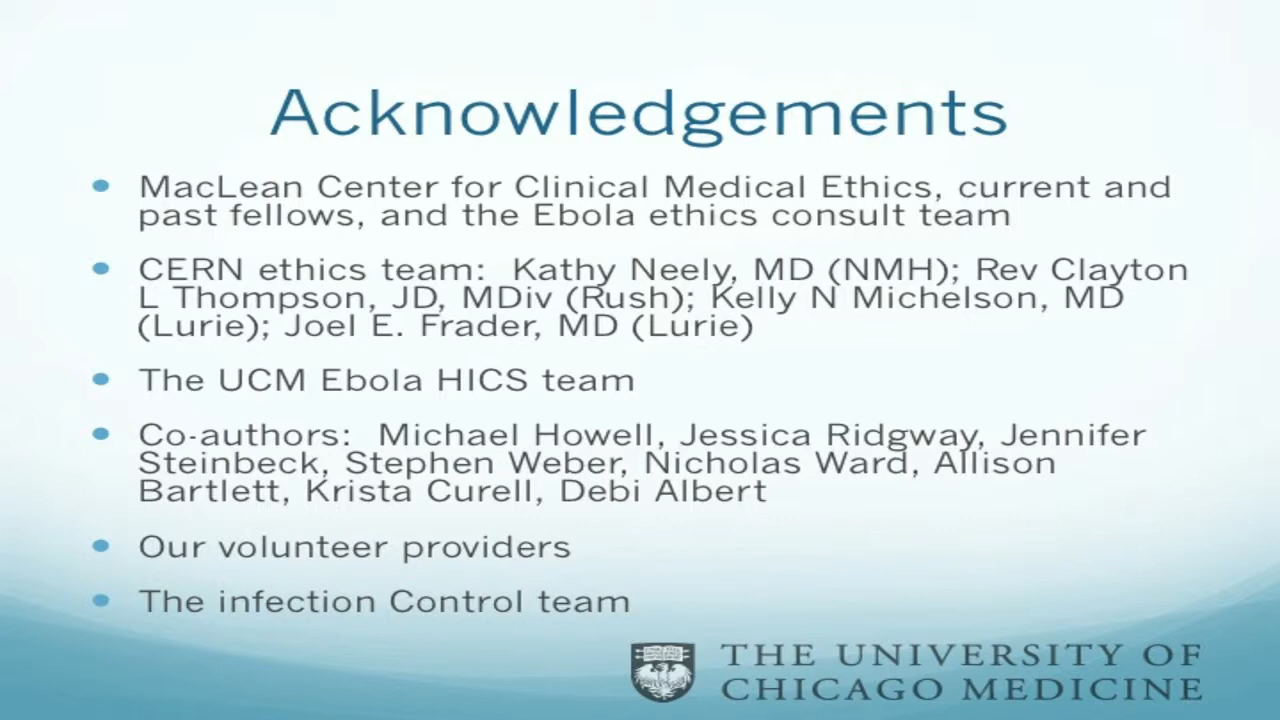 Acknowledgements
• MacLean Center for Clinical Medical Ethics, current and
past fellows, and the Ebola ethics consult team
• CERN ethics team:  Kathy Neely, MD (NMH); Rev Clayton
L Thompson, JD, MDiv (Rush); Kelly N Michelson, MD
(Lurie); Joel E. Frader, MD (Lurie)
• The UCM Ebola HICS team
• Co-authors:  Michael Howell, Jessica Ridgway, Jennifer
Steinbeck, Stephen Weber, Nicholas Ward, Allison
Bartlett, Krista Curell, Debi Albert
• Our volunteer providers
• The infection Control team
THE UNIVERSITY OF
CHICAGO MEDICINE